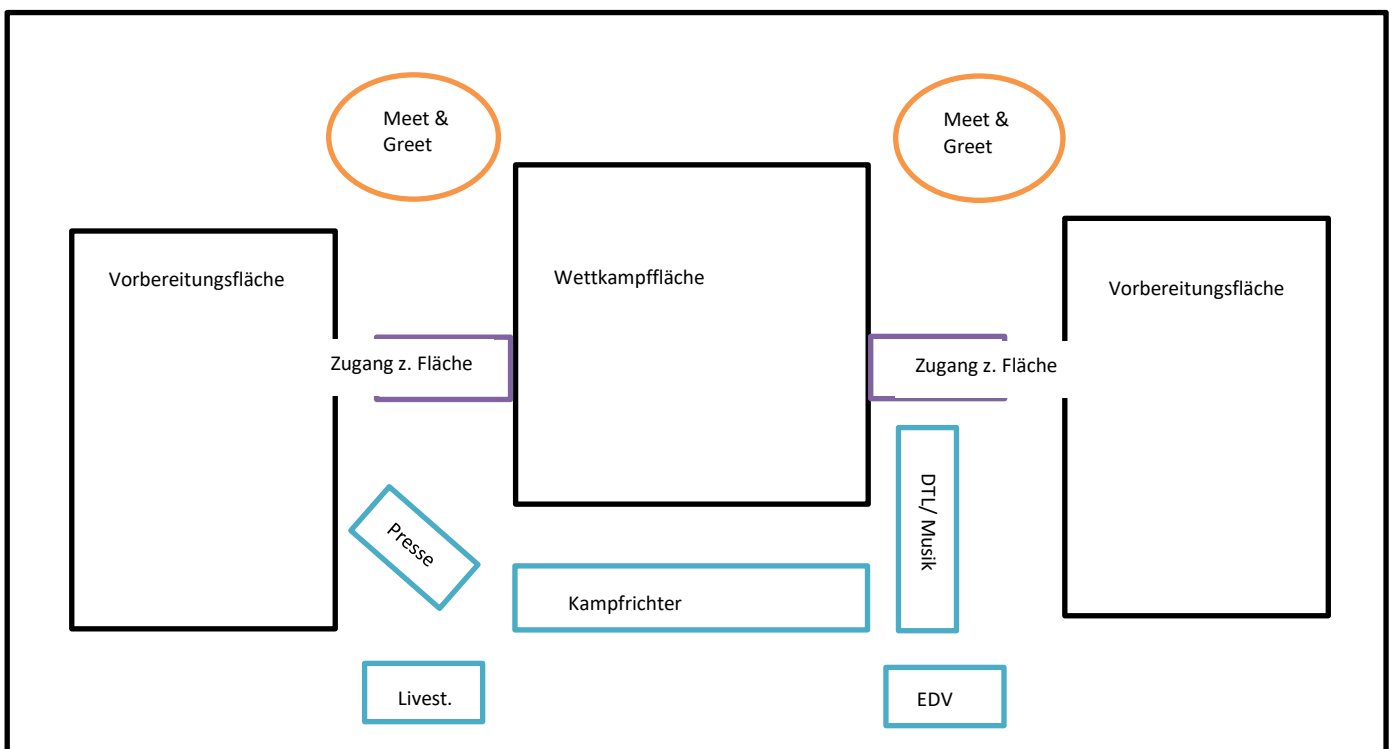 Meet &
Greet
Meet &
Greet
Vorbereitungsfläche
Wettkampffläche
Vorbereitungsfläche
Zugang z. Fläche
Zugang z. Fläche
Presse
DTL/ Musik
Kampfrichter
Livest.
EDV